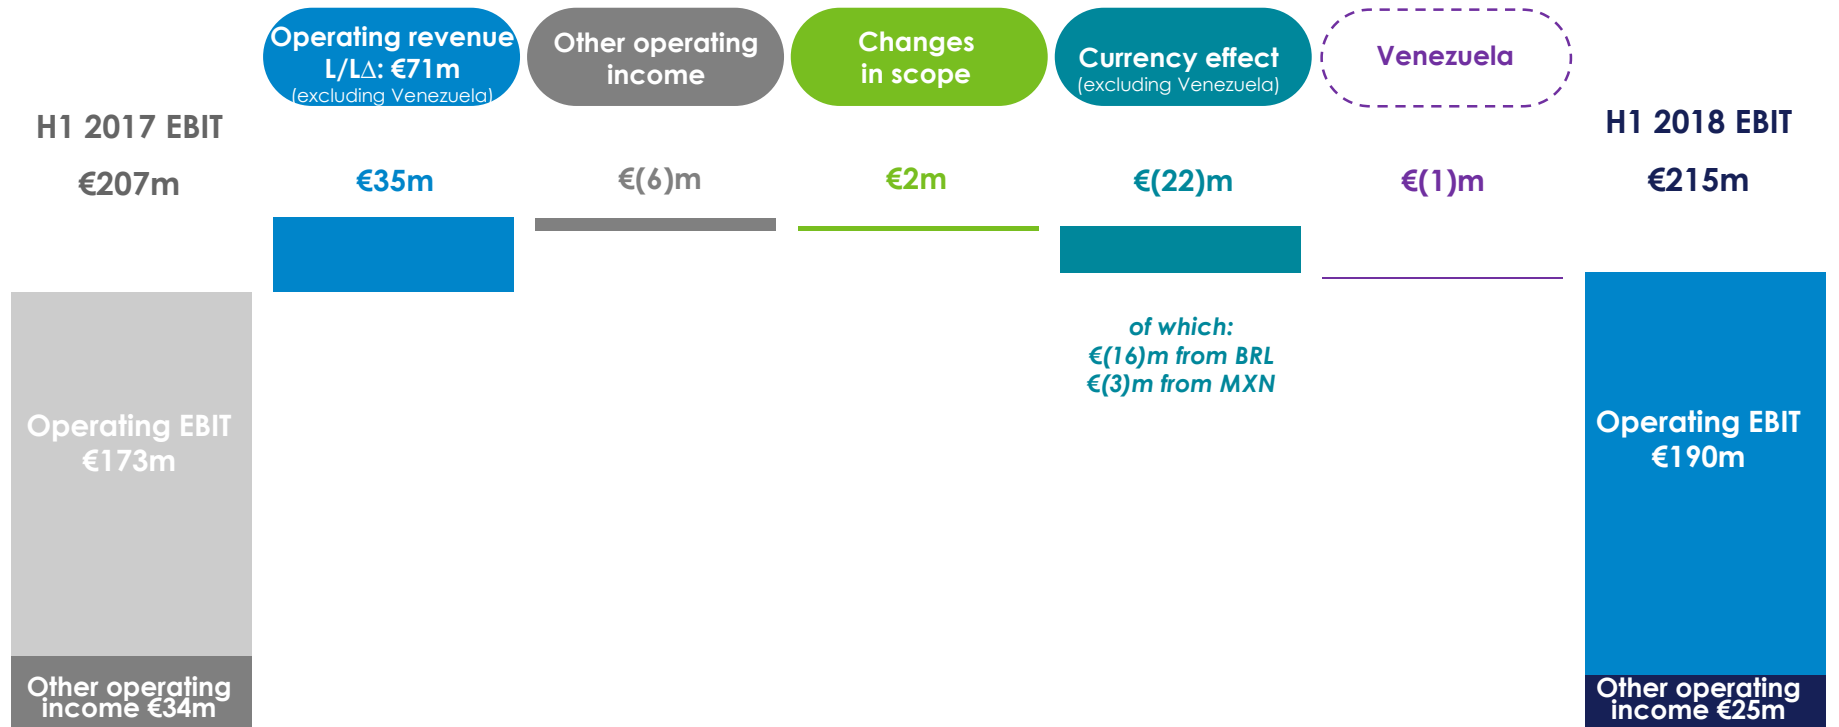 Operating revenue
L/L∆: €71m
(excluding Venezuela)
Other operating
income
Changes
in scope
Currency effect
(excluding Venezuela)
Venezuela
H1 2017 EBIT
€207m
€35m
€(6)m
€2m
€(22)m
€(1)m
H1 2018 EBIT
€215m
of which:
€(16)m from BRL
€(3)m from MXN
Operating EBIT
€173m
Other operating
income €34m
Operating EBIT
€190m
Other operating
income €25m